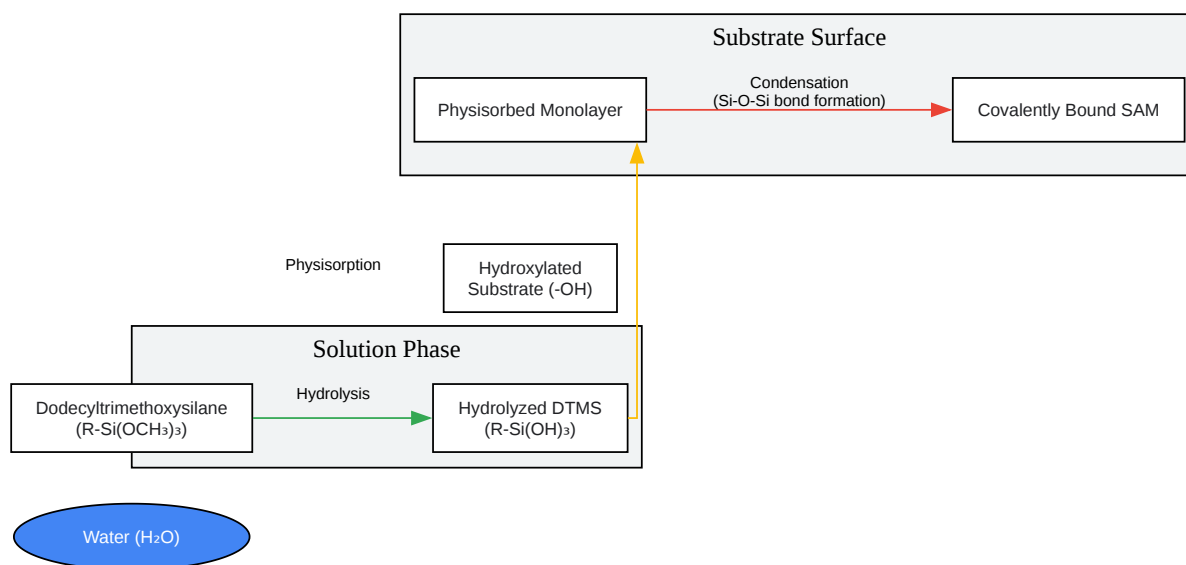 Substrate Surface
Physisorbed Monolayer
Condensation
(Si-O-Si bond formation)
Covalently Bound SAM
Physisorption
Hydroxylated
Substrate (-OH)
Solution Phase
Dodecyltrimethoxysilane
(R-Si(OCH₃)₃)
Hydrolysis
Hydrolyzed DTMS
(R-Si(OH)₃)
Water (H₂O)